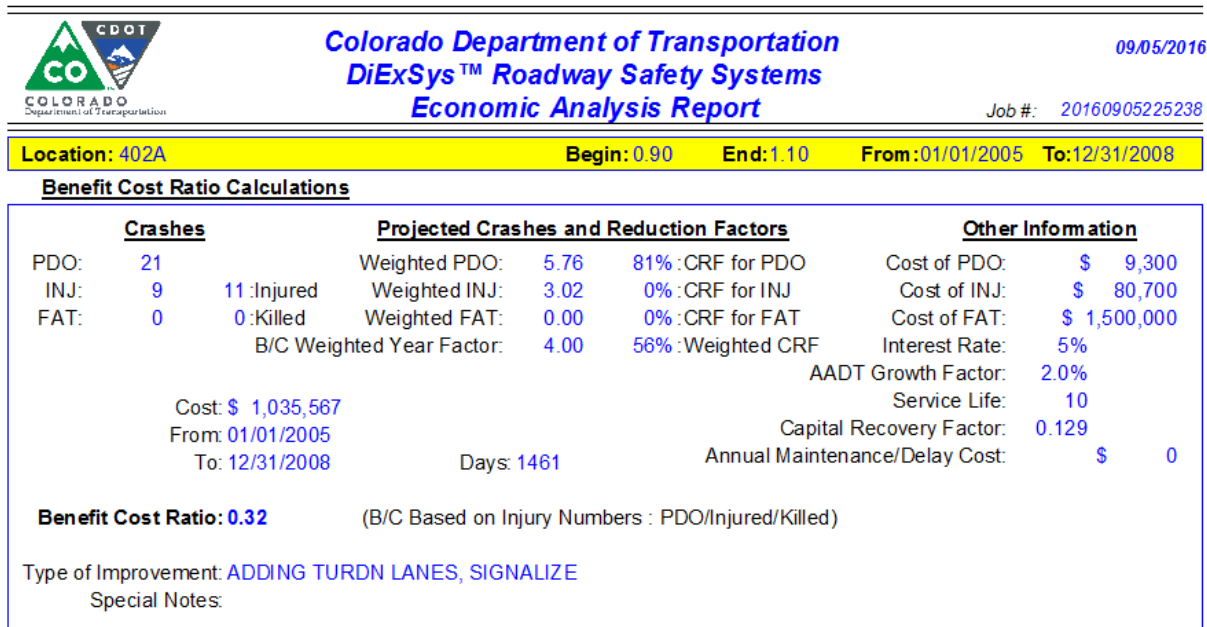 CDOT
CO
COLORADO
Department of Transportation
Colorado Department of Transportation
DiExSys™ Roadway Safety Systems
Economic Analysis Report
09/05/2016
Job #: 20160905225238
Location: 402A Begin: 0.90 End:1.10 From:01/01/2005 To:12/31/2008
Benefit Cost Ratio Calculations
Crashes Projected Crashes and Reduction Factors Other Information
PDO: 21 Weighted PDO: 5.76 81% :CRF for PDO Cost of PDO: $ 9,300
INJ: 9 11 :Injured Weighted INJ: 3.02 0% :CRF for INJ Cost of INJ: $ 80,700
FAT: 0 0 :Killed Weighted FAT: 0.00 0% :CRF for FAT Cost of FAT: $ 1,500,000
B/C Weighted Year Factor: 4.00 56% :Weighted CRF Interest Rate: 5%
AADT Growth Factor: 2.0%
Cost: $ 1,035,567 Service Life: 10
From: 01/01/2005 Capital Recovery Factor: 0.129
To: 12/31/2008 Days: 1461 Annual Maintenance/Delay Cost: $ 0
Benefit Cost Ratio: 0.32 (B/C Based on Injury Numbers : PDO/Injured/Killed)
Type of Improvement: ADDING TURDN LANES, SIGNALIZE
Special Notes: